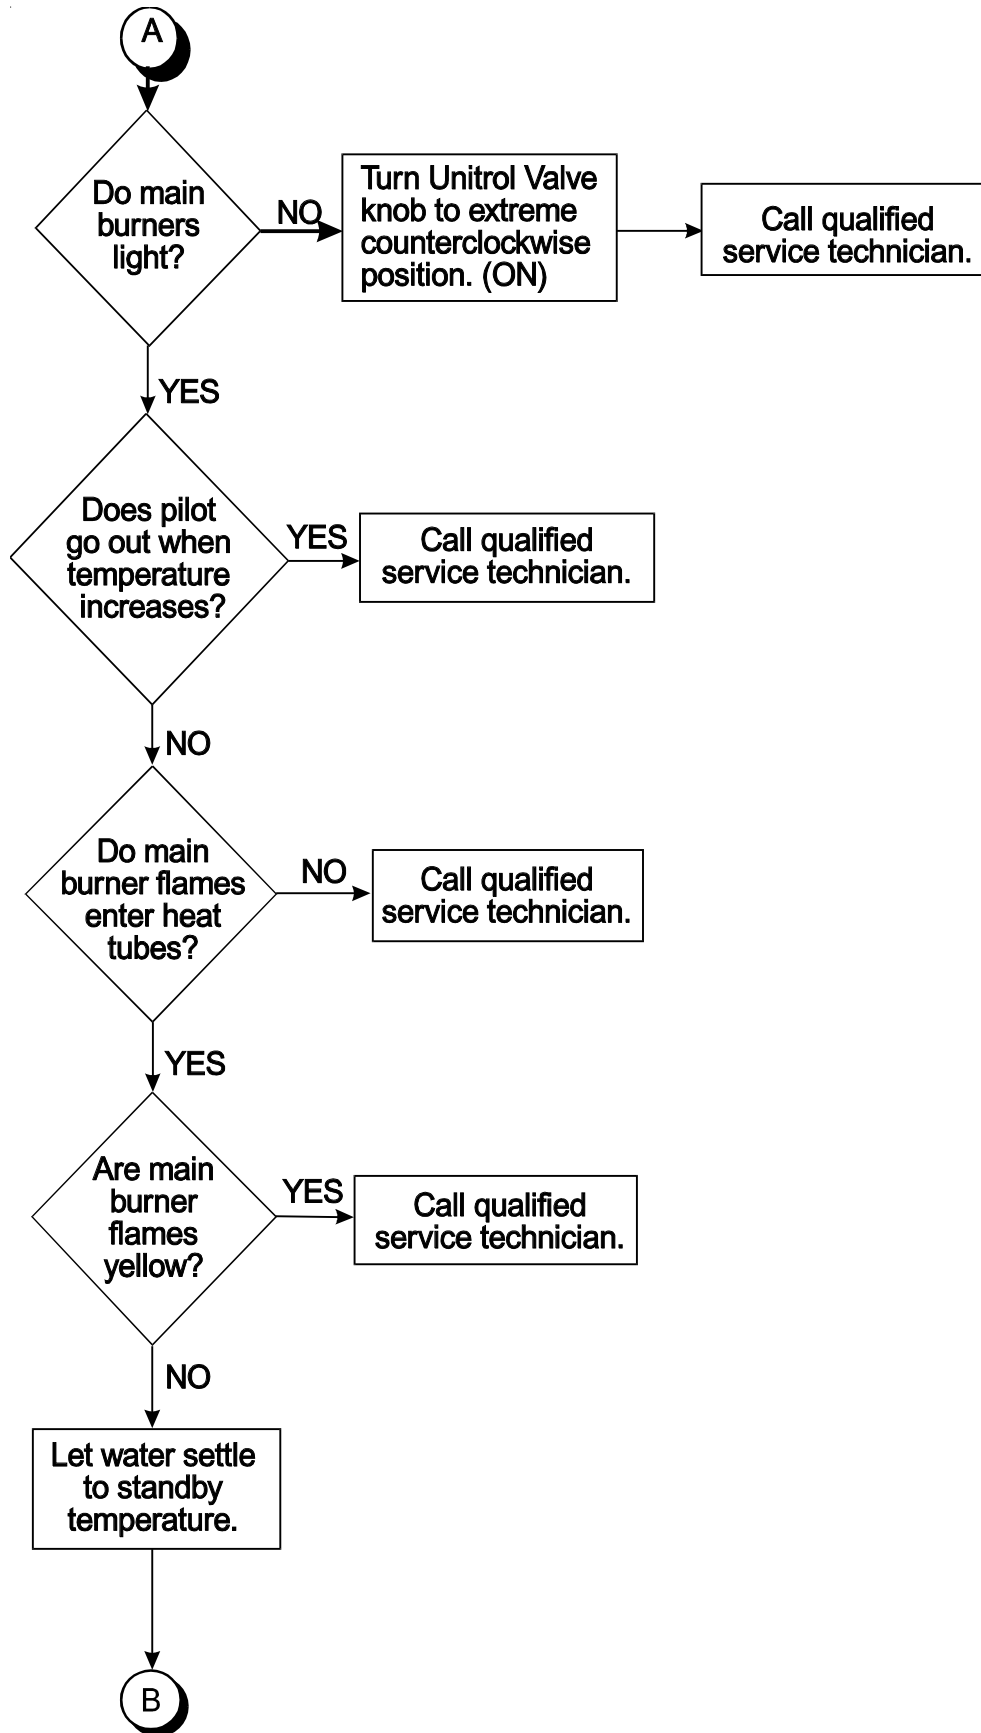 A
Do main
burners
light?
NO
Turn Unitrol Valve
knob to extreme
counterclockwise
position. (ON)
Call qualified
service technician.
YES
Does pilot
go out when
temperature
increases?
YES
Call qualified
service technician.
NO
Do main
burner flames
enter heat
tubes?
NO
Call qualified
service technician.
YES
Are main
burner
flames
yellow?
YES
Call qualified
service technician.
NO
Let water settle
to standby
temperature.
B